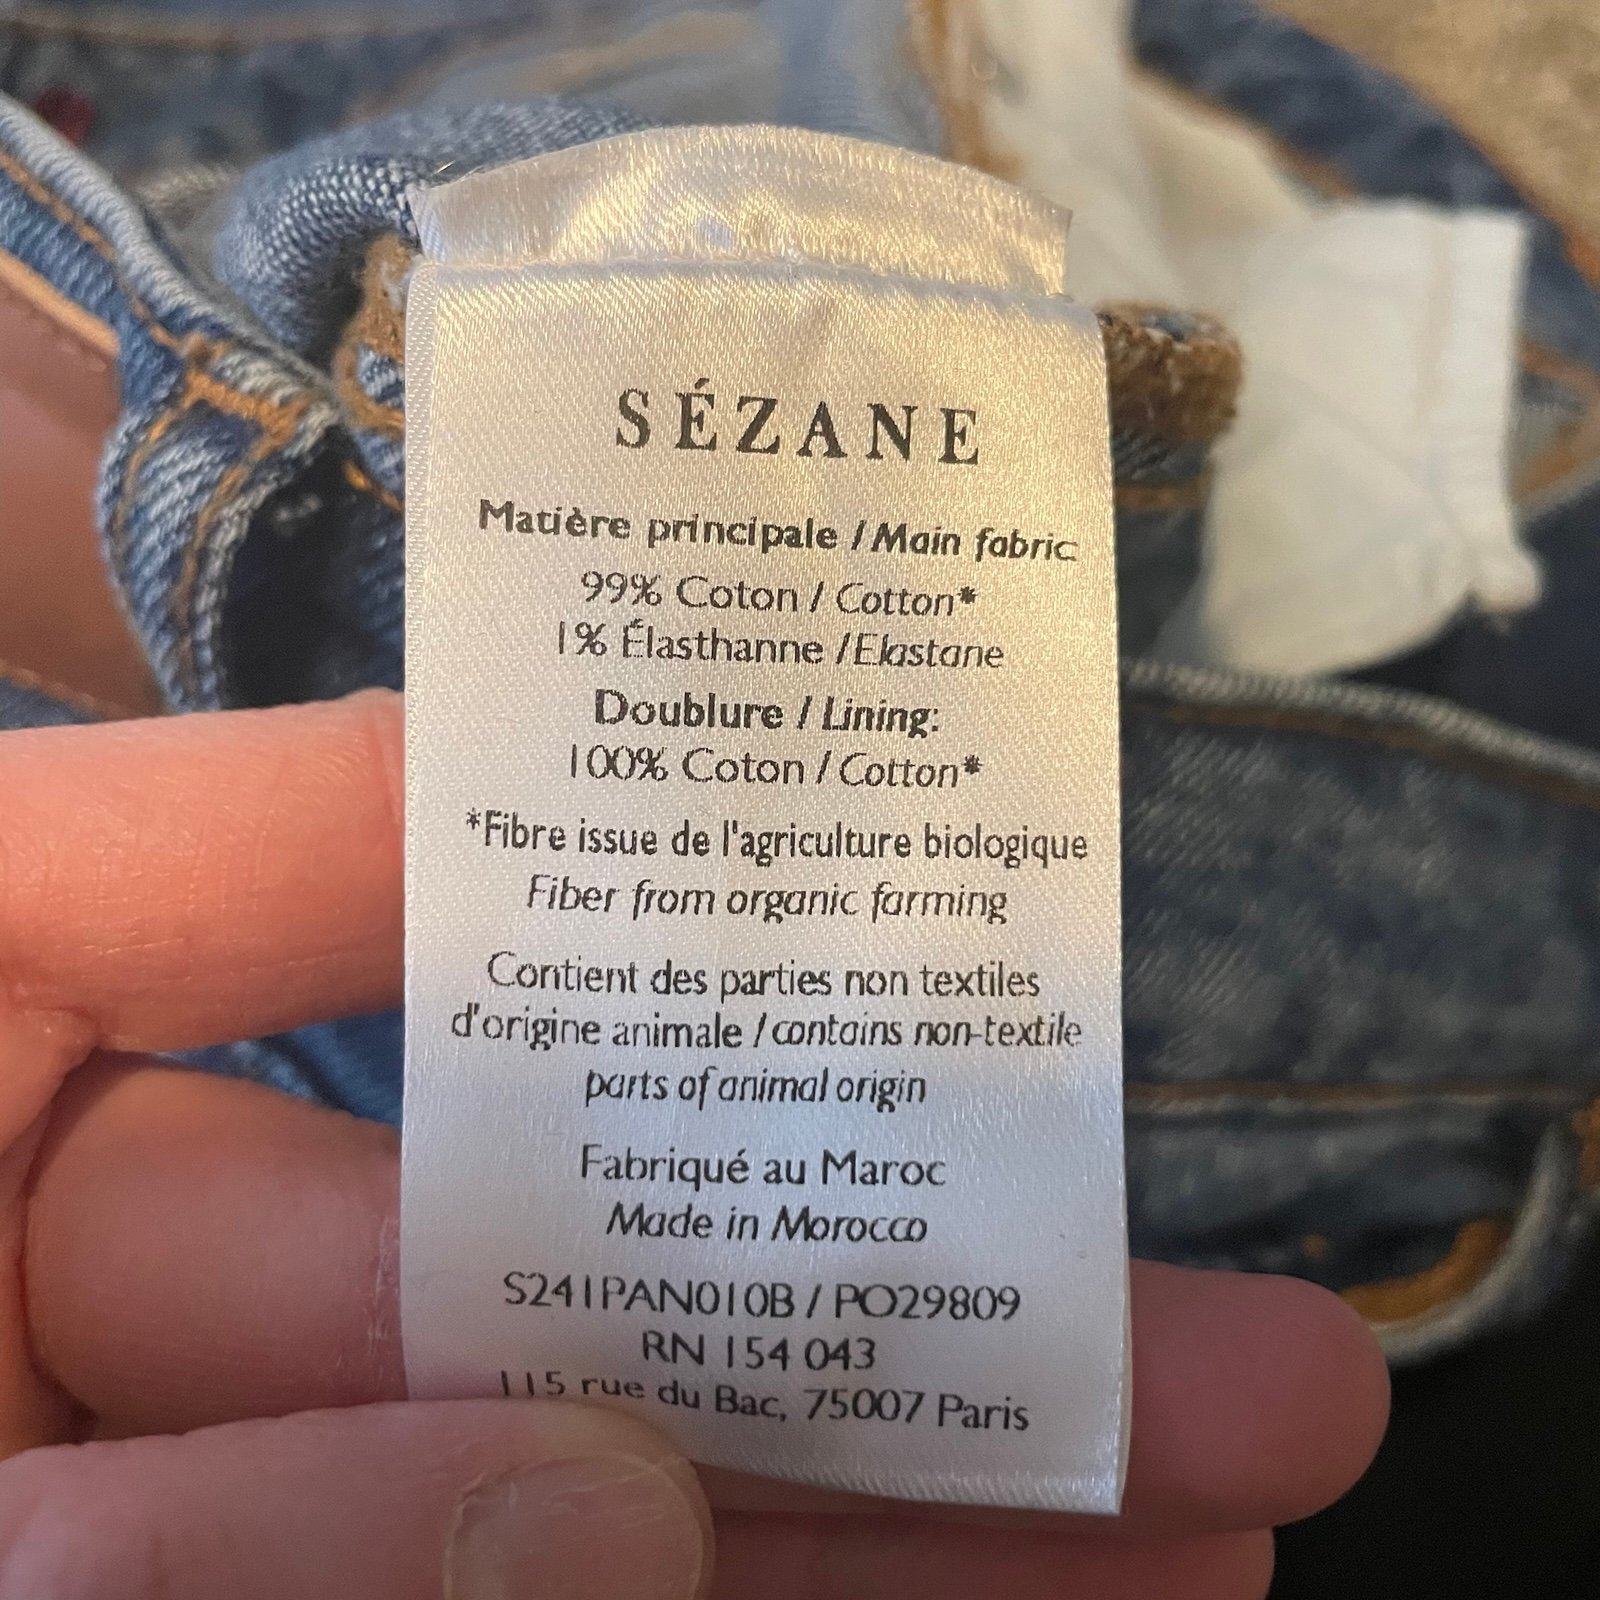 SÉZANE
Matière principale / Main fabric
99% Coton / Cotton*
1% Élasthanne / Elastane
Doublure / Lining:
100% Coton / Cotton*
*Fibre issue de l'agriculture biologique
Fiber from organic farming
Contient des parties non textiles
d'origine animale / contains non-textile
parts of animal origin
Fabriqué au Maroc
Made in Morocco
S241PAN010B / PO29809
RN 154 043
115 rue du Bac, 75007 Paris